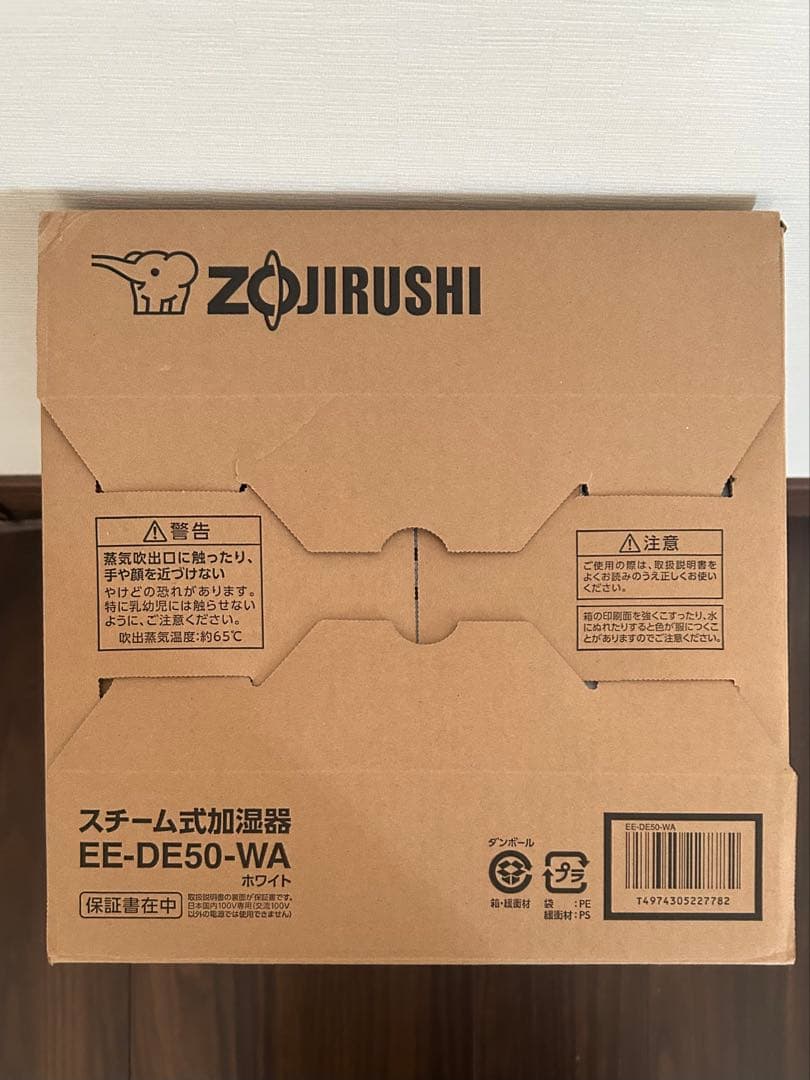 ZOJIRUSHI
警告
蒸気吹出口に触ったり、
手や顔を近づけない
やけどの恐れがあります。
特に乳幼児には触らせない
ように、ご注意ください。
吹出蒸気温度:約65℃
注意
ご使用の際は、取扱説明書を
よくお読みのうえ正しくお使い
ください。
箱の印刷面を強くこすったり、水
にぬれたりすると色が服につくこ
とがありますのでご注意ください。
スチーム式加湿器
EE-DE50-WA
ホワイト
保証書在中
取扱説明書の裏面が保証書です。
日本国内100V専用(交流100V
以外の電源では使用できません)
ダンボール
箱・緩衝材
プラ
袋 :PE
緩衝材:PS
EE-DE50-WA
T4974305227782